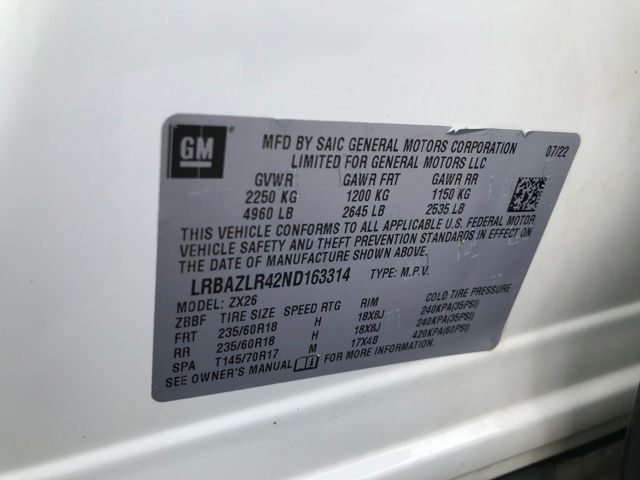 GM
MFD BY SAIC GENERAL MOTORS CORPORATION 07/22
LIMITED FOR GENERAL MOTORS LLC
GVWR GAWR FRT GAWR RR
2250 KG 1200 KG 1150 KG
4960 LB 2645 LB 2535 LB
THIS VEHICLE CONFORMS TO ALL APPLICABLE U.S. FEDERAL MOTOR
VEHICLE SAFETY AND THEFT PREVENTION STANDARDS IN EFFECT ON
THE DATE OF MANUFACTURE SHOWN ABOVE.
LRBAZLR42ND163314 TYPE: M.P.V.
MODEL: ZX26
ZBBF TIRE SIZE SPEED RTG RIM COLD TIRE PRESSURE
FRT 235/60R18 H 18X8J 240KPA(35PSI)
RR 235/60R18 H 18X8J 240KPA(35PSI)
SPA T145/70R17 M 17X4B 420KPA(60PSI)
SEE OWNER'S MANUAL FOR MORE INFORMATION.